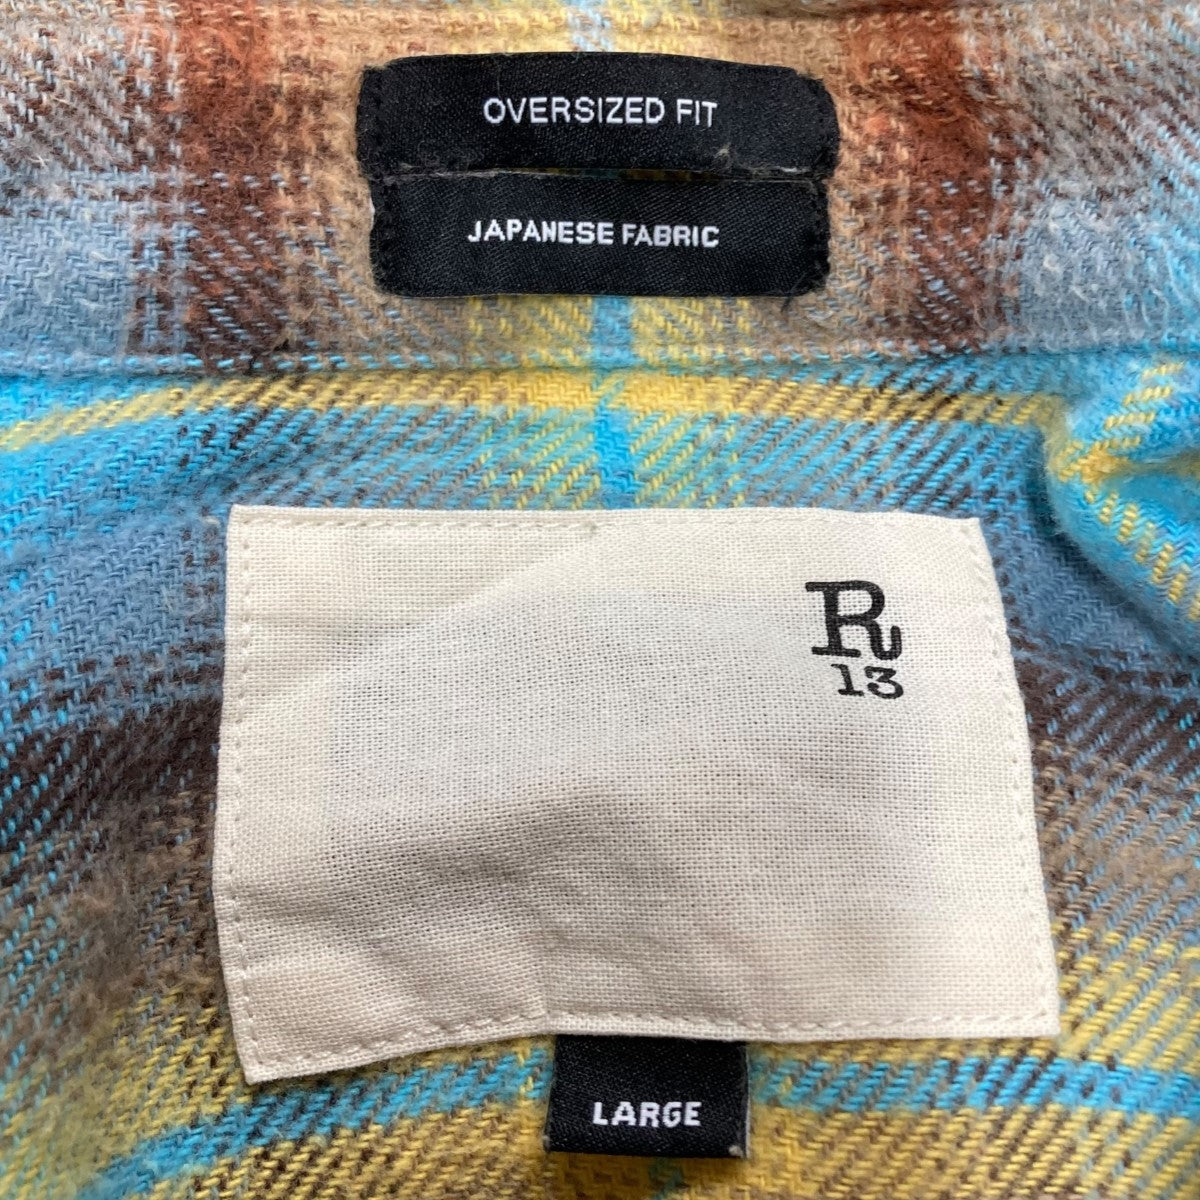 OVERSIZED FIT
JAPANESE FABRIC
R
13
LARGE